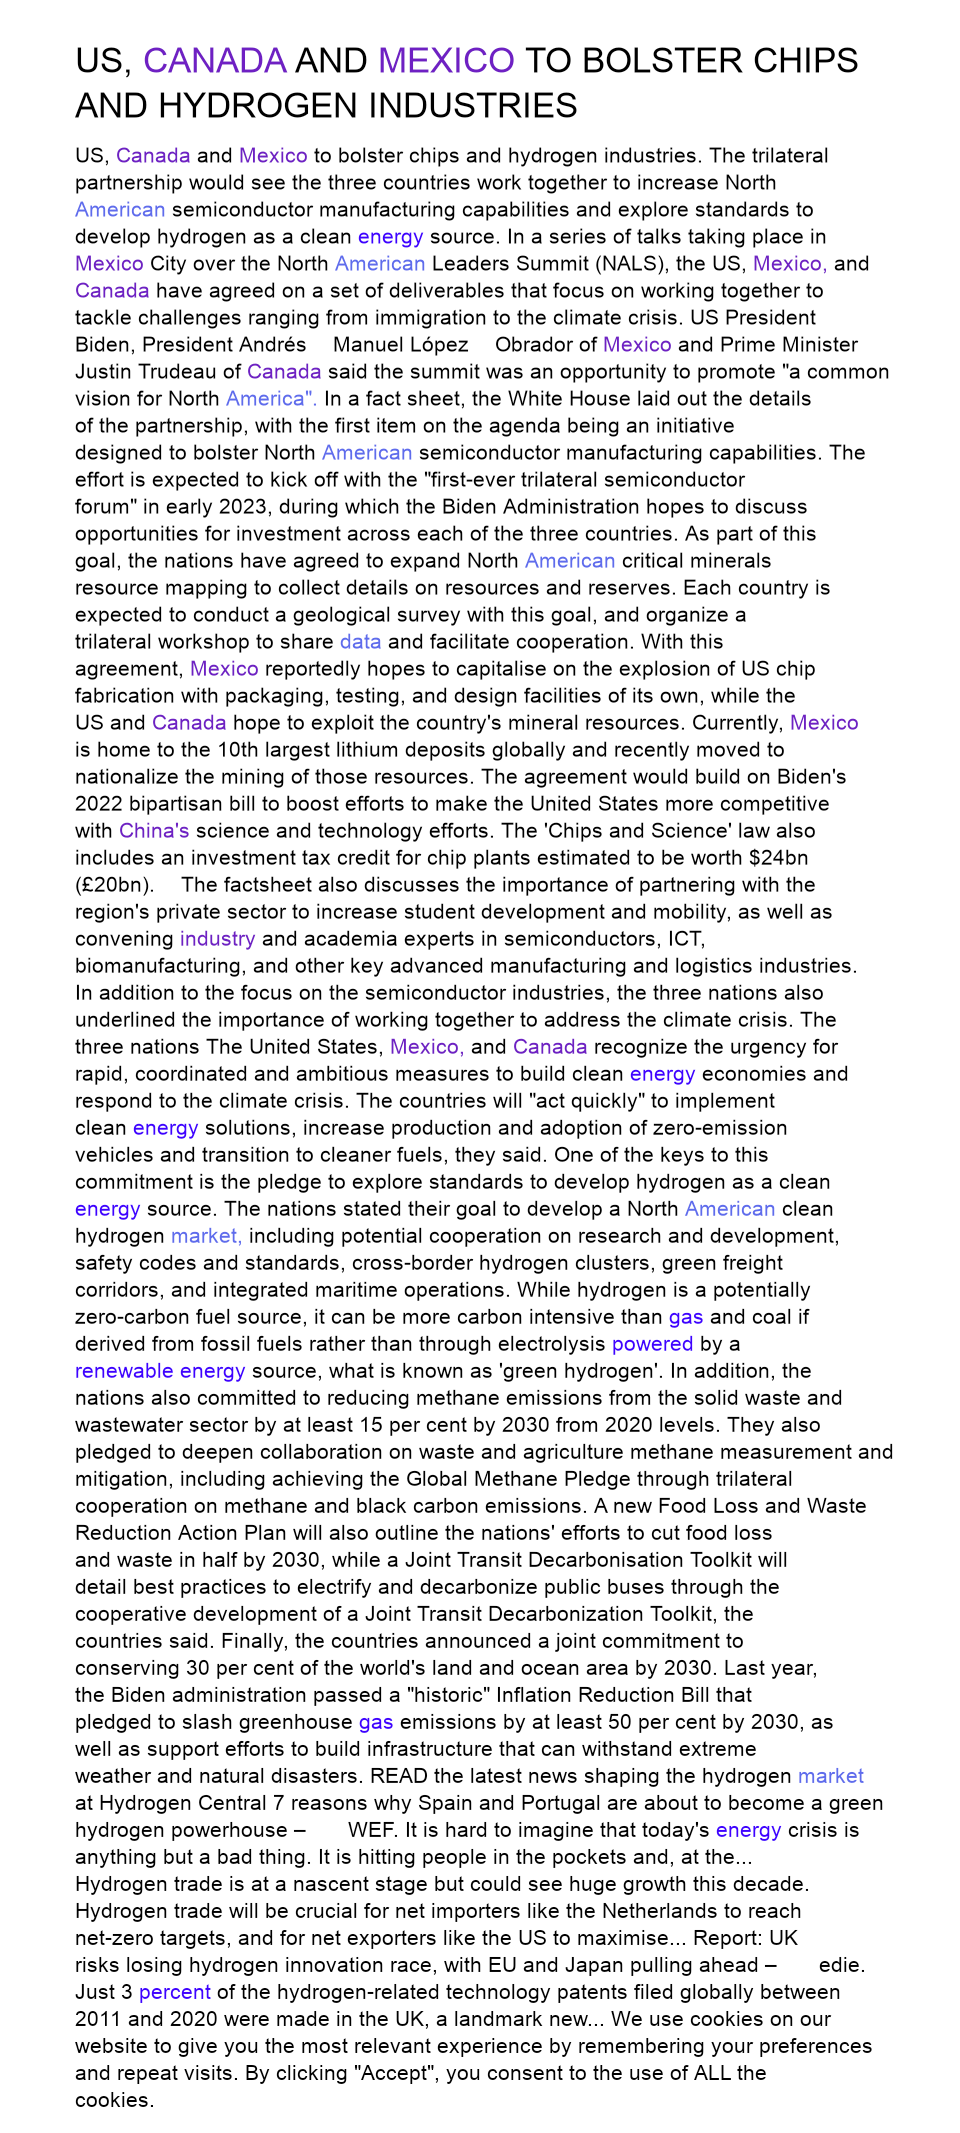 US, CANADA AND MEXICO TO BOLSTER CHIPS
AND HYDROGEN INDUSTRIES
US, Canada and Mexico to bolster chips and hydrogen industries. The trilateral
partnership would see the three countries work together to increase North
American semiconductor manufacturing capabilities and explore standards to
develop hydrogen as a clean energy source. In a series of talks taking place in
Mexico City over the North American Leaders Summit (NALS), the US, Mexico, and
Canada have agreed on a set of deliverables that focus on working together to
tackle challenges ranging from immigration to the climate crisis. US President
Biden, President Andrés Manuel López Obrador of Mexico and Prime Minister
Justin Trudeau of Canada said the summit was an opportunity to promote "a common
vision for North America". In a fact sheet, the White House laid out the details
of the partnership, with the first item on the agenda being an initiative
designed to bolster North American semiconductor manufacturing capabilities. The
effort is expected to kick off with the "first-ever trilateral semiconductor
forum" in early 2023, during which the Biden Administration hopes to discuss
opportunities for investment across each of the three countries. As part of this
goal, the nations have agreed to expand North American critical minerals
resource mapping to collect details on resources and reserves. Each country is
expected to conduct a geological survey with this goal, and organize a
trilateral workshop to share data and facilitate cooperation. With this
agreement, Mexico reportedly hopes to capitalise on the explosion of US chip
fabrication with packaging, testing, and design facilities of its own, while the
US and Canada hope to exploit the country's mineral resources. Currently, Mexico
is home to the 10th largest lithium deposits globally and recently moved to
nationalize the mining of those resources. The agreement would build on Biden's
2022 bipartisan bill to boost efforts to make the United States more competitive
with China's science and technology efforts. The 'Chips and Science' law also
includes an investment tax credit for chip plants estimated to be worth $24bn
(£20bn). The factsheet also discusses the importance of partnering with the
region's private sector to increase student development and mobility, as well as
convening industry and academia experts in semiconductors, ICT,
biomanufacturing, and other key advanced manufacturing and logistics industries.
In addition to the focus on the semiconductor industries, the three nations also
underlined the importance of working together to address the climate crisis. The
three nations The United States, Mexico, and Canada recognize the urgency for
rapid, coordinated and ambitious measures to build clean energy economies and
respond to the climate crisis. The countries will "act quickly" to implement
clean energy solutions, increase production and adoption of zero-emission
vehicles and transition to cleaner fuels, they said. One of the keys to this
commitment is the pledge to explore standards to develop hydrogen as a clean
energy source. The nations stated their goal to develop a North American clean
hydrogen market, including potential cooperation on research and development,
safety codes and standards, cross-border hydrogen clusters, green freight
corridors, and integrated maritime operations. While hydrogen is a potentially
zero-carbon fuel source, it can be more carbon intensive than gas and coal if
derived from fossil fuels rather than through electrolysis powered by a
renewable energy source, what is known as 'green hydrogen'. In addition, the
nations also committed to reducing methane emissions from the solid waste and
wastewater sector by at least 15 per cent by 2030 from 2020 levels. They also
pledged to deepen collaboration on waste and agriculture methane measurement and
mitigation, including achieving the Global Methane Pledge through trilateral
cooperation on methane and black carbon emissions. A new Food Loss and Waste
Reduction Action Plan will also outline the nations' efforts to cut food loss
and waste in half by 2030, while a Joint Transit Decarbonisation Toolkit will
detail best practices to electrify and decarbonize public buses through the
cooperative development of a Joint Transit Decarbonization Toolkit, the
countries said. Finally, the countries announced a joint commitment to
conserving 30 per cent of the world's land and ocean area by 2030. Last year,
the Biden administration passed a "historic" Inflation Reduction Bill that
pledged to slash greenhouse gas emissions by at least 50 per cent by 2030, as
well as support efforts to build infrastructure that can withstand extreme
weather and natural disasters. READ the latest news shaping the hydrogen market
at Hydrogen Central 7 reasons why Spain and Portugal are about to become a green
hydrogen powerhouse – WEF. It is hard to imagine that today's energy crisis is
anything but a bad thing. It is hitting people in the pockets and, at the...
Hydrogen trade is at a nascent stage but could see huge growth this decade.
Hydrogen trade will be crucial for net importers like the Netherlands to reach
net-zero targets, and for net exporters like the US to maximise... Report: UK
risks losing hydrogen innovation race, with EU and Japan pulling ahead – edie.
Just 3 percent of the hydrogen-related technology patents filed globally between
2011 and 2020 were made in the UK, a landmark new... We use cookies on our
website to give you the most relevant experience by remembering your preferences
and repeat visits. By clicking "Accept", you consent to the use of ALL the
cookies.